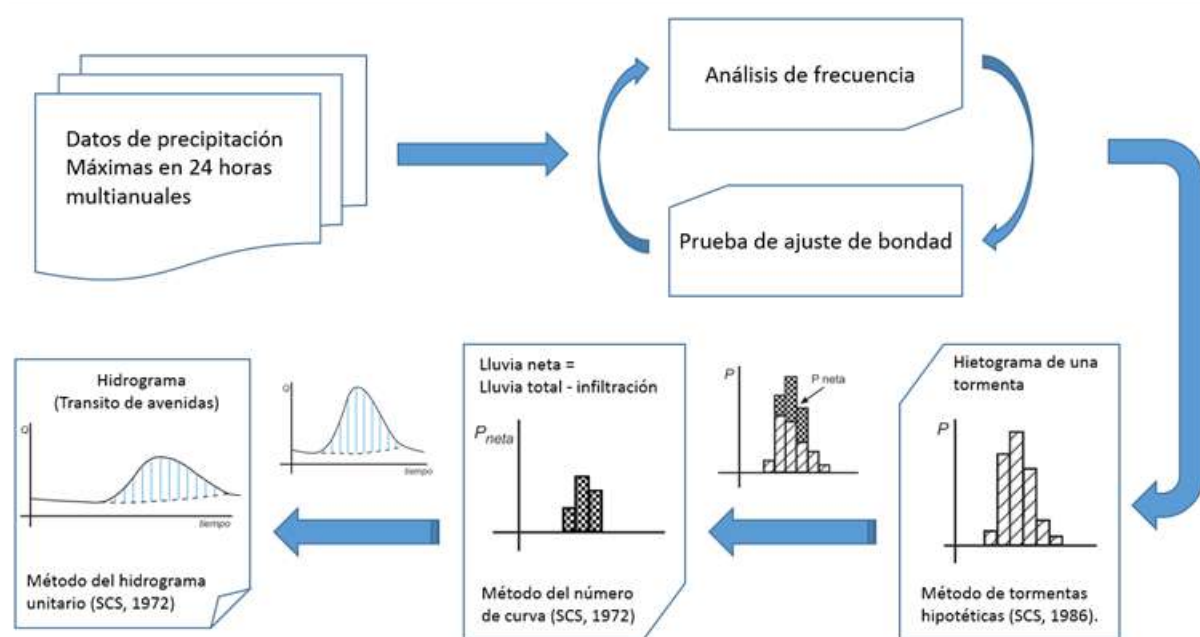 Datos de precipitación
Máximas en 24 horas
multianuales
Análisis de frecuencia
Prueba de ajuste de bondad
Hietograma de una
tormenta
P
Método de tormentas
hipotéticas (SCS, 1986).
P
P neta
Lluvia neta =
Lluvia total - infiltración
Pneta
Método del número
de curva (SCS, 1972)
Q
tiempo
Hidrograma
(Transito de avenidas)
Q
tiempo
Método del hidrograma
unitario (SCS, 1972)